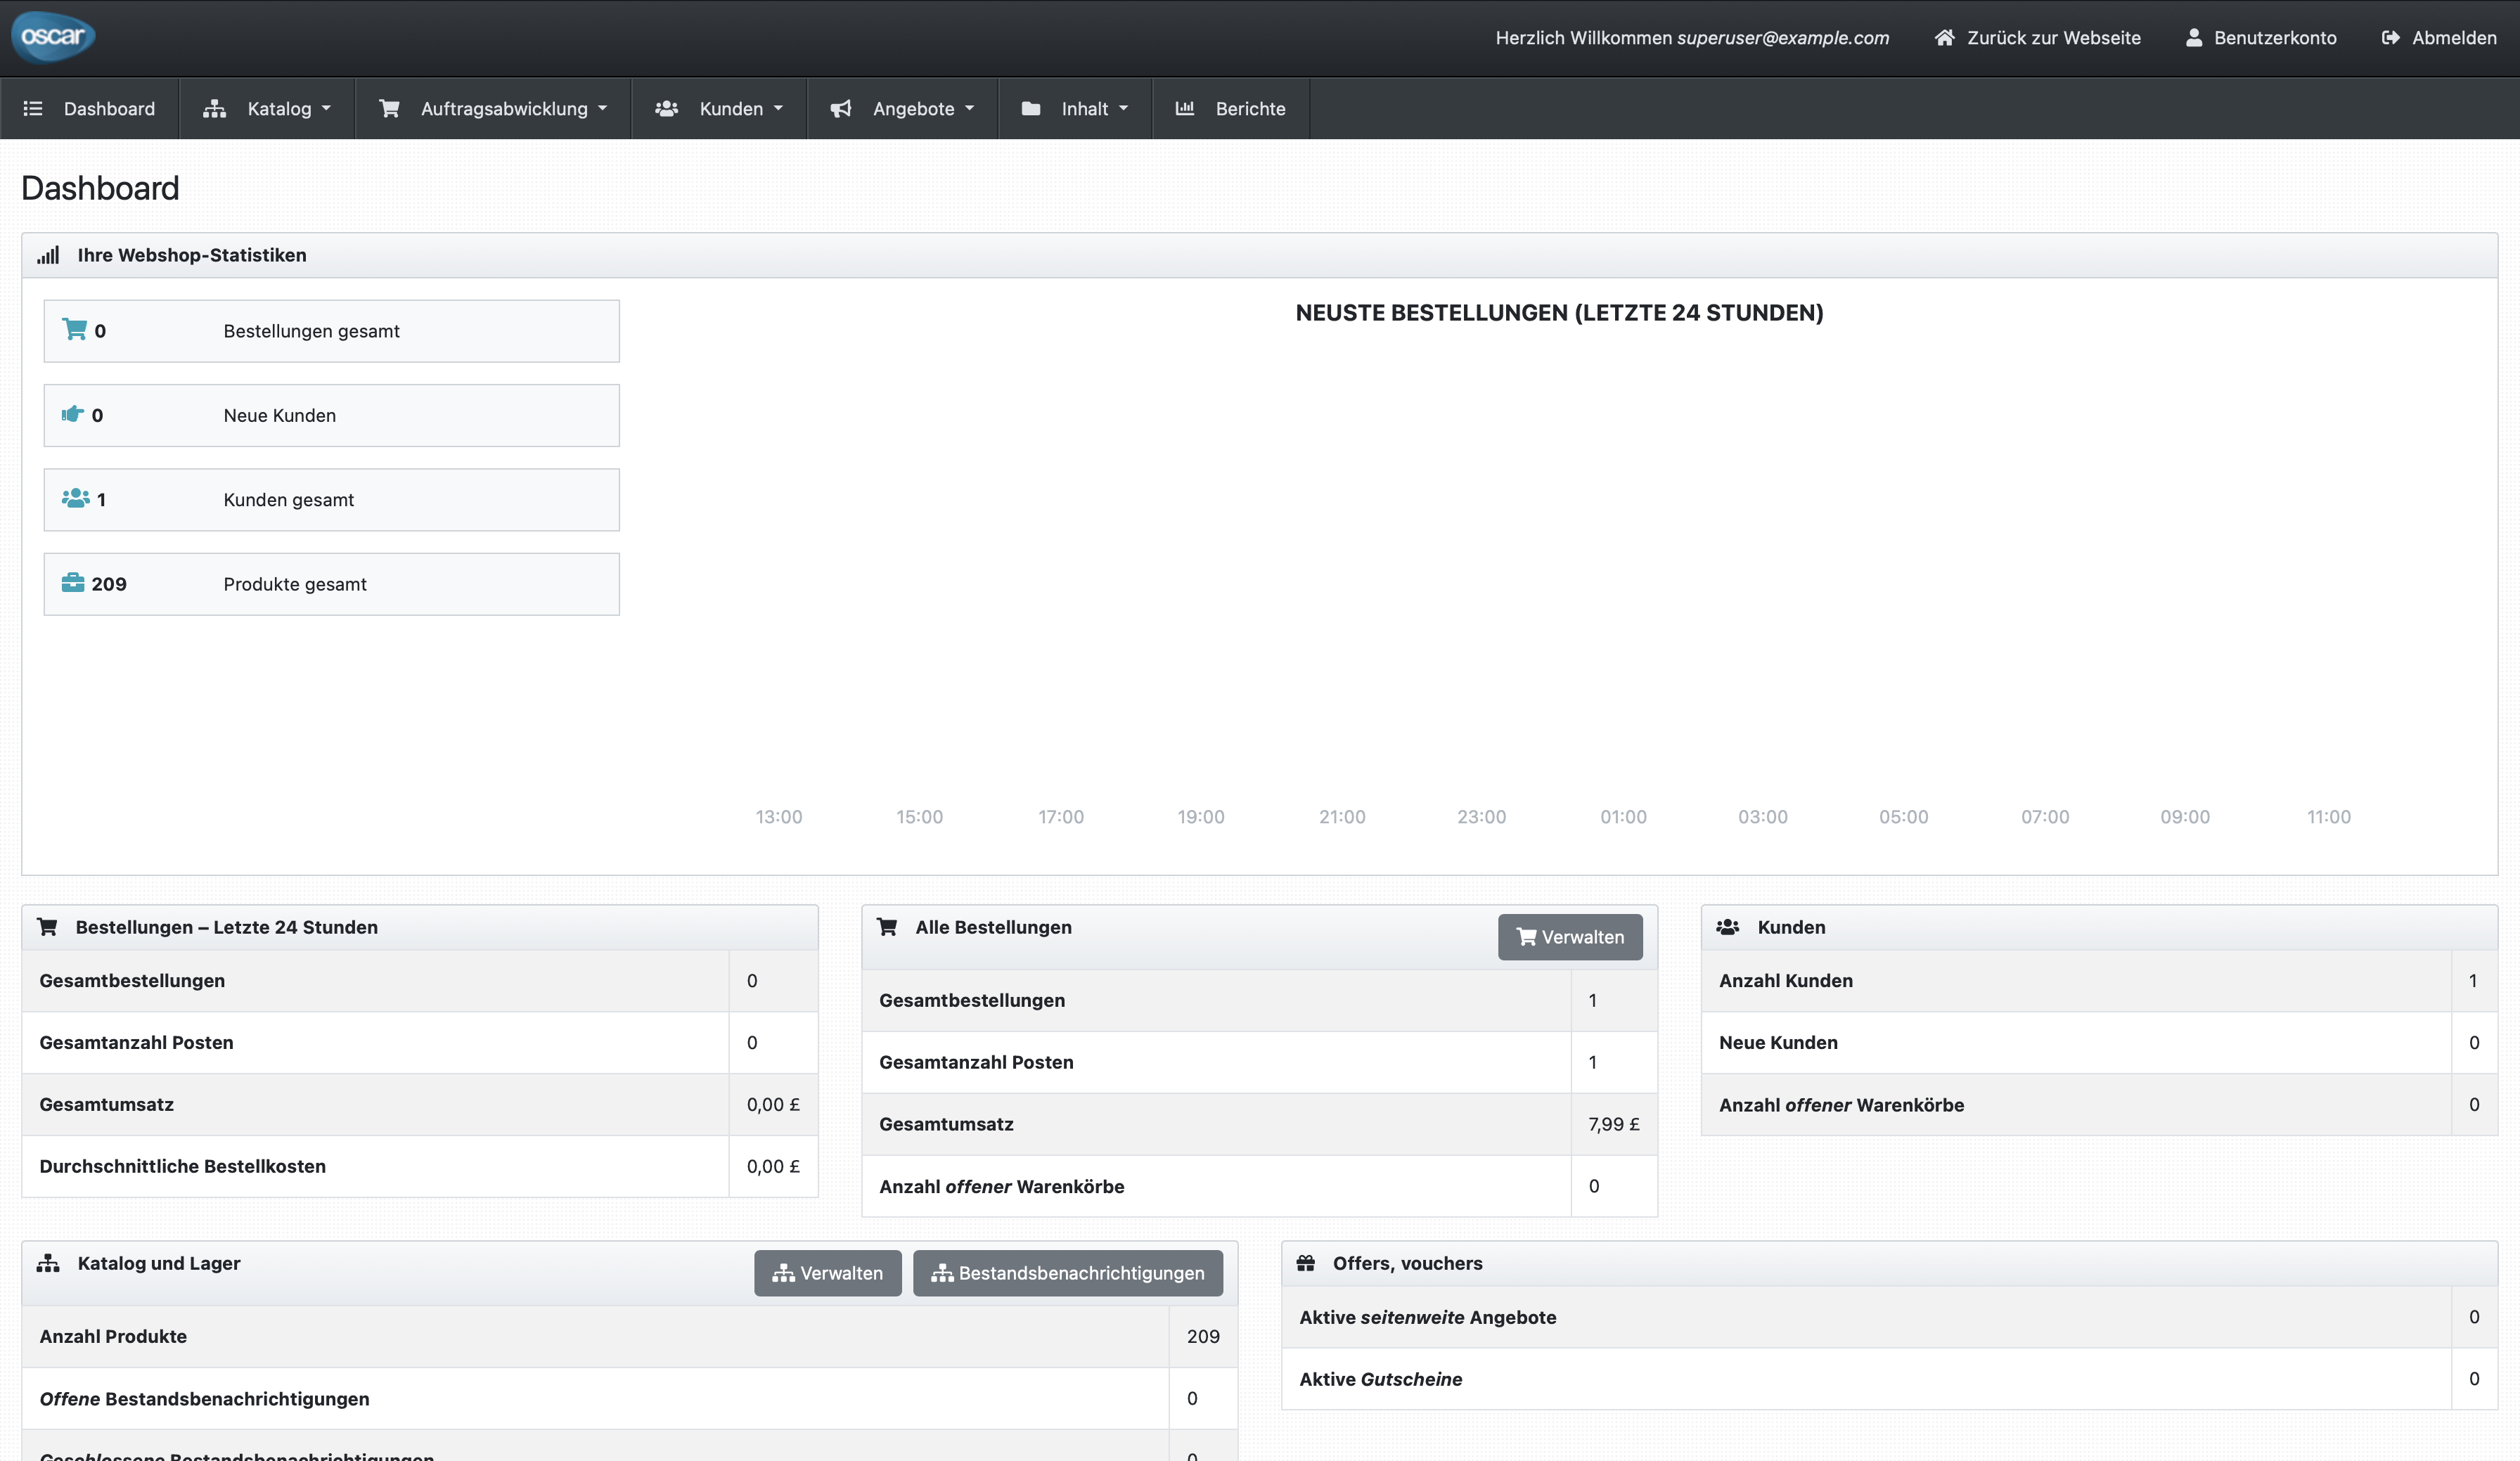 oscar
Herzlich Willkommen superuser@example.com Zurück zur Webseite Benutzerkonto Abmelden
Dashboard Katalog Auftragsabwicklung Kunden Angebote Inhalt Berichte
Dashboard
Ihre Webshop-Statistiken
0 Bestellungen gesamt
0 Neue Kunden
1 Kunden gesamt
209 Produkte gesamt
NEUSTE BESTELLUNGEN (LETZTE 24 STUNDEN)
13:00 15:00 17:00 19:00 21:00 23:00 01:00 03:00 05:00 07:00 09:00 11:00
Bestellungen – Letzte 24 Stunden
Gesamtbestellungen 0
Gesamtanzahl Posten 0
Gesamtumsatz 0,00 £
Durchschnittliche Bestellkosten 0,00 £
Alle Bestellungen Verwalten
Gesamtbestellungen 1
Gesamtanzahl Posten 1
Gesamtumsatz 7,99 £
Anzahl offener Warenkörbe 0
Kunden
Anzahl Kunden 1
Neue Kunden 0
Anzahl offener Warenkörbe 0
Katalog und Lager Verwalten Bestandsbenachrichtigungen
Anzahl Produkte 209
Offene Bestandsbenachrichtigungen 0
Geschlossene Bestandsbenachrichtigungen 0
Offers, vouchers
Aktive seitenweite Angebote 0
Aktive Gutscheine 0